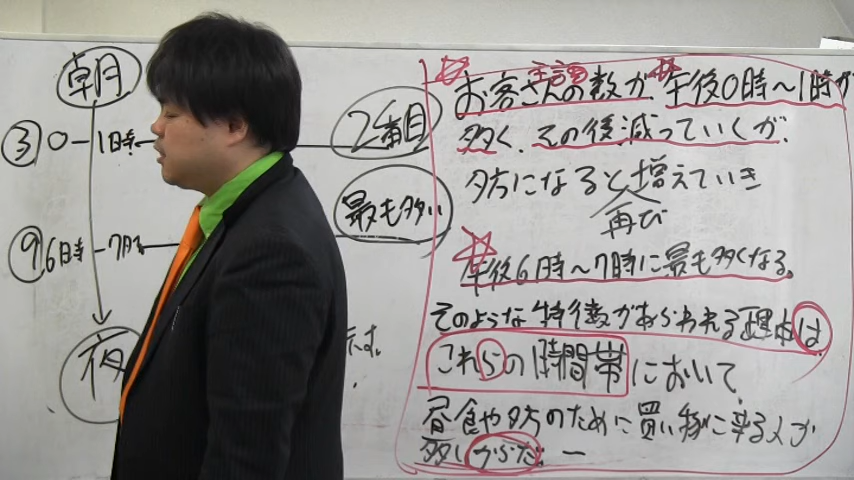 朝
③ 0-1時
2番目
最も多い
⑨ 6時-7時
夜
示す。
主語
お客さんの数が午後0時〜1時が
多く、その後減っていくが、
夕方になると増えていき
再び
午後6時〜7時に最も多くなる。
そのような特徴があらわれる理由は
これらの時間帯において、
昼食や夕方のために買い物に来る人が
多いからだ。